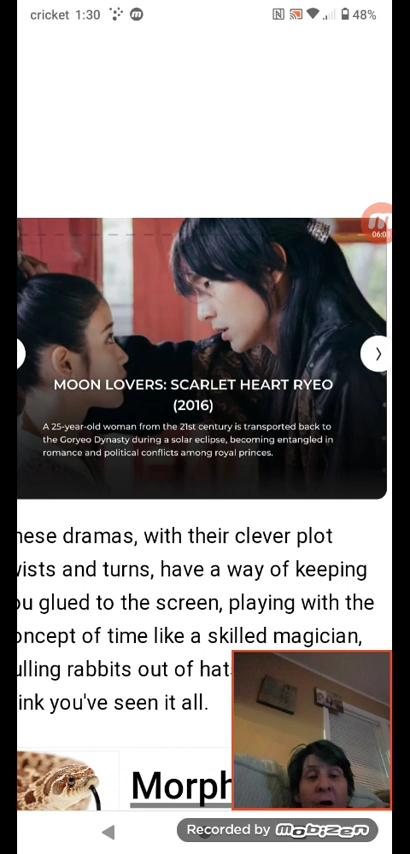 cricket 1:30
48%
06:03
MOON LOVERS: SCARLET HEART RYEO
(2016)
A 25-year-old woman from the 21st century is transported back to
the Goryeo Dynasty during a solar eclipse, becoming entangled in
romance and political conflicts among royal princes.
hese dramas, with their clever plot
wists and turns, have a way of keeping
ou glued to the screen, playing with the
oncept of time like a skilled magician,
ulling rabbits out of hat
ink you've seen it all.
Morph
Recorded by mobizen